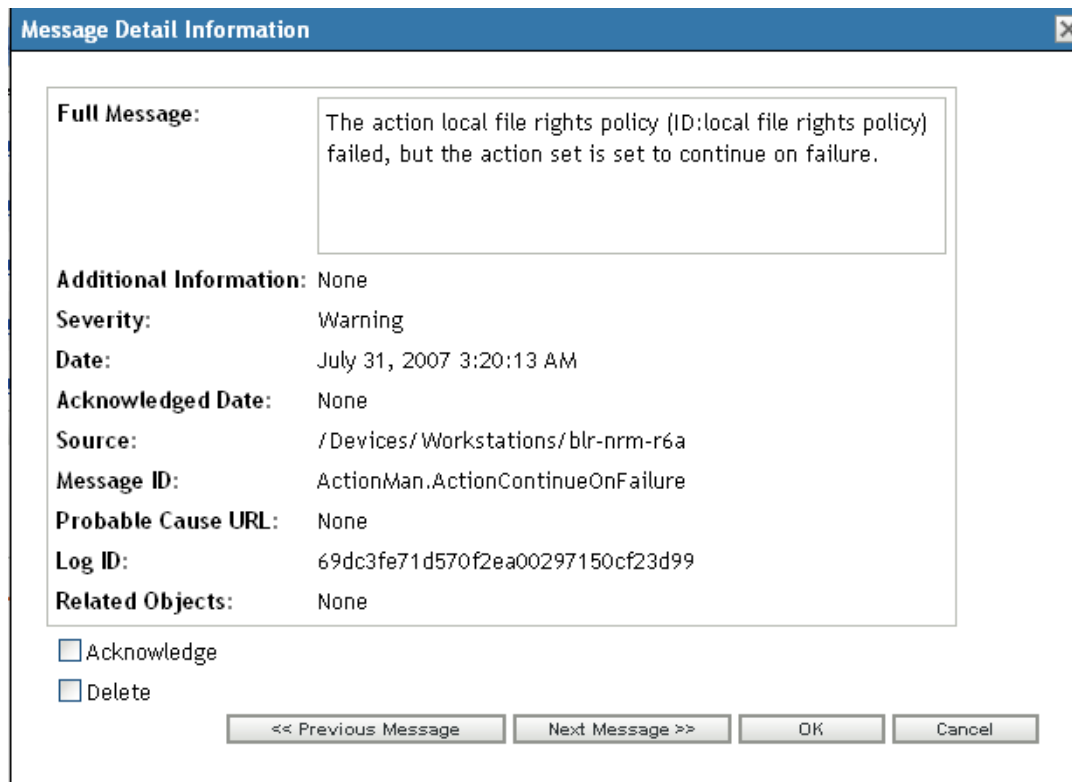 Message Detail Information
Full Message:
The action local file rights policy (ID:local file rights policy)
failed, but the action set is set to continue on failure.
Additional Information: None
Severity: Warning
Date: July 31, 2007 3:20:13 AM
Acknowledged Date: None
Source: /Devices/Workstations/blr-nrm-r6a
Message ID: ActionMan.ActionContinueOnFailure
Probable Cause URL: None
Log ID: 69dc3fe71d570f2ea00297150cf23d99
Related Objects: None
Acknowledge
Delete
<< Previous Message Next Message >> OK Cancel